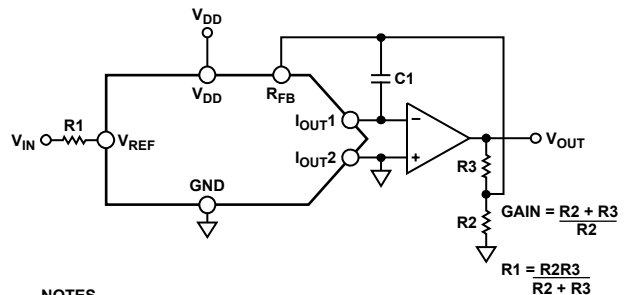 VDD
VDD
RFB
C1
IOUT1
VIN
R1
VREF
IOUT2
GND
VOUT
R3
R2
GAIN = R2 + R3
R2
R1 = R2R3
R2 + R3
NOTES